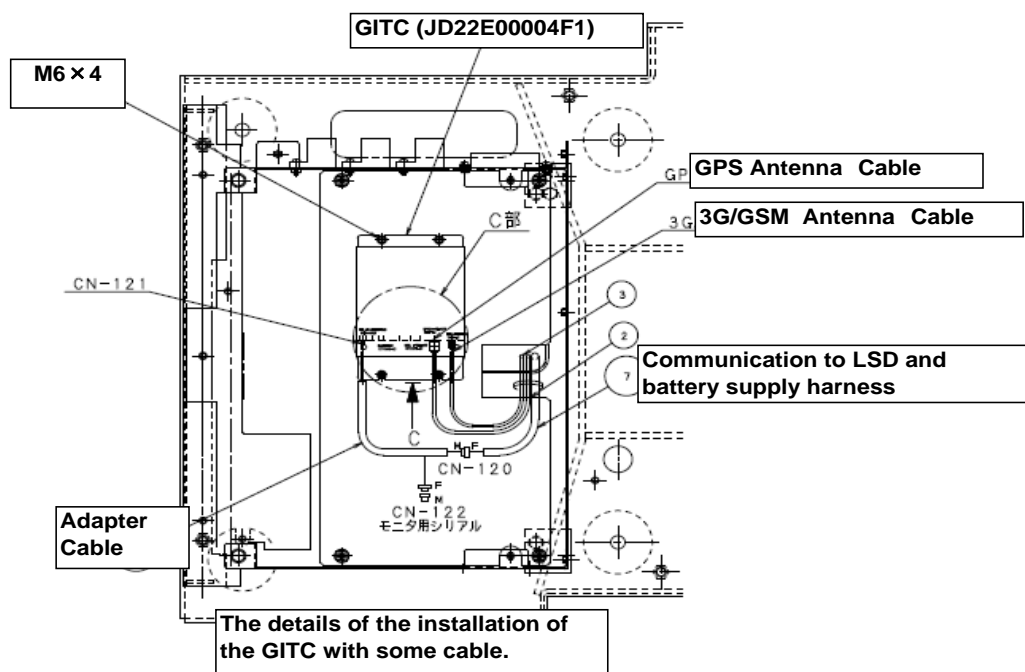 GITC (JD22E00004F1)
M6×4
GP
GPS Antenna Cable
C部
3G
3G/GSM Antenna Cable
CN-121
3
2
Communication to LSD and
battery supply harness
7
C
M F
CN-120
F
M
CN-122
モニタ用シリアル
Adapter
Cable
The details of the installation of
the GITC with some cable.